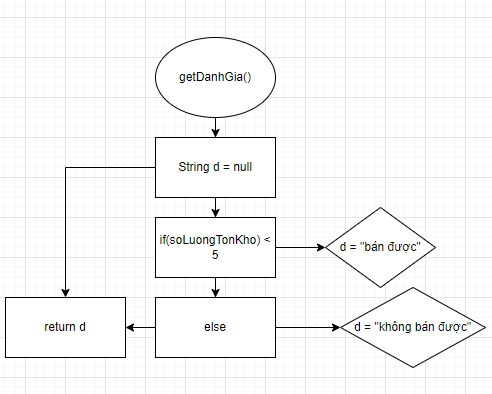 getDanhGia()
String d = null
if(soLuongTonKho) <
5
d = "bán được"
return d
else
d = "không bán được"